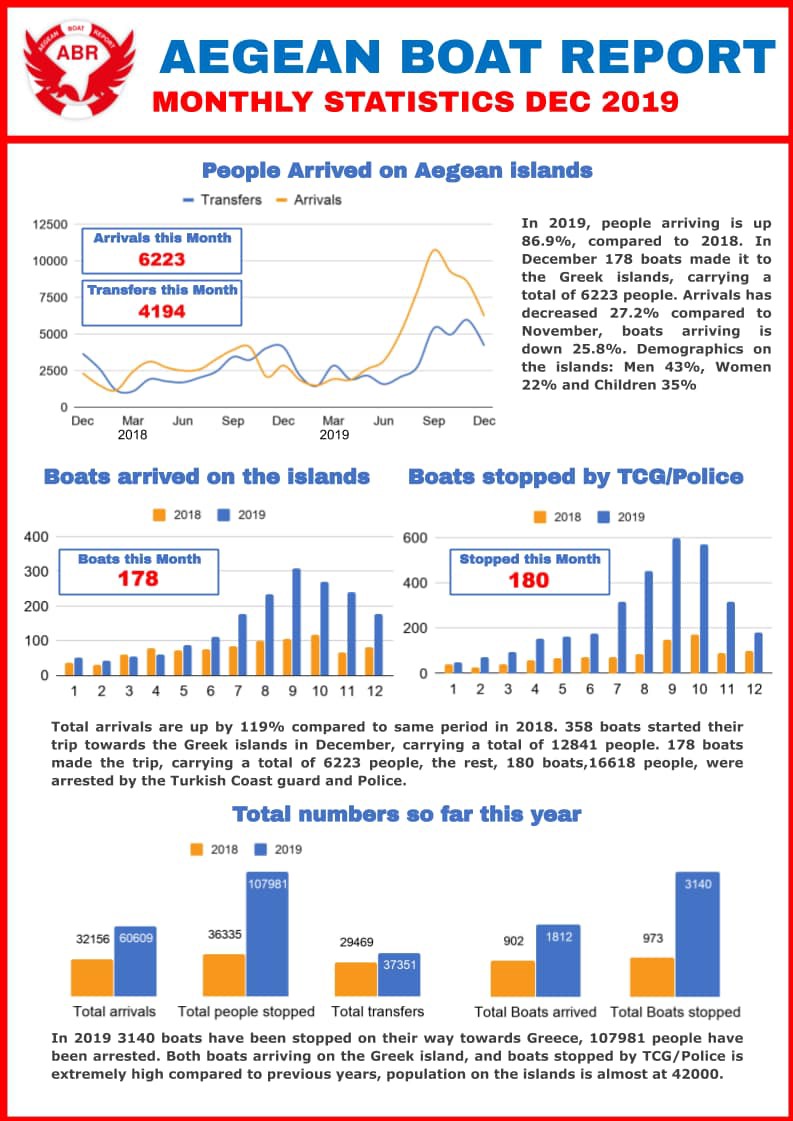 AEGEAN BOAT REPORT
ABR
AEGEAN BOAT REPORT
MONTHLY STATISTICS DEC 2019
People Arrived on Aegean islands
Transfers Arrivals
12500
10000
7500
5000
2500
0
Arrivals this Month
6223
Transfers this Month
4194
Dec Mar Jun Sep Dec Mar Jun Sep Dec
2018 2019
In 2019, people arriving is up
86.9%, compared to 2018. In
December 178 boats made it to
the Greek islands, carrying a
total of 6223 people. Arrivals has
decreased 27.2% compared to
November, boats arriving is
down 25.8%. Demographics on
the islands: Men 43%, Women
22% and Children 35%
Boats arrived on the islands
2018 2019
400
300
200
100
0
Boats this Month
178
1 2 3 4 5 6 7 8 9 10 11 12
Boats stopped by TCG/Police
2018 2019
600
400
200
0
Stopped this Month
180
1 2 3 4 5 6 7 8 9 10 11 12
Total arrivals are up by 119% compared to same period in 2018. 358 boats started their
trip towards the Greek islands in December, carrying a total of 12841 people. 178 boats
made the trip, carrying a total of 6223 people, the rest, 180 boats,16618 people, were
arrested by the Turkish Coast guard and Police.
Total numbers so far this year
2018 2019
32156 60609
36335 107981
29469 37351
902 1812
973 3140
Total arrivals Total people stopped Total transfers Total Boats arrived Total Boats stopped
In 2019 3140 boats have been stopped on their way towards Greece, 107981 people have
been arrested. Both boats arriving on the Greek island, and boats stopped by TCG/Police is
extremely high compared to previous years, population on the islands is almost at 42000.